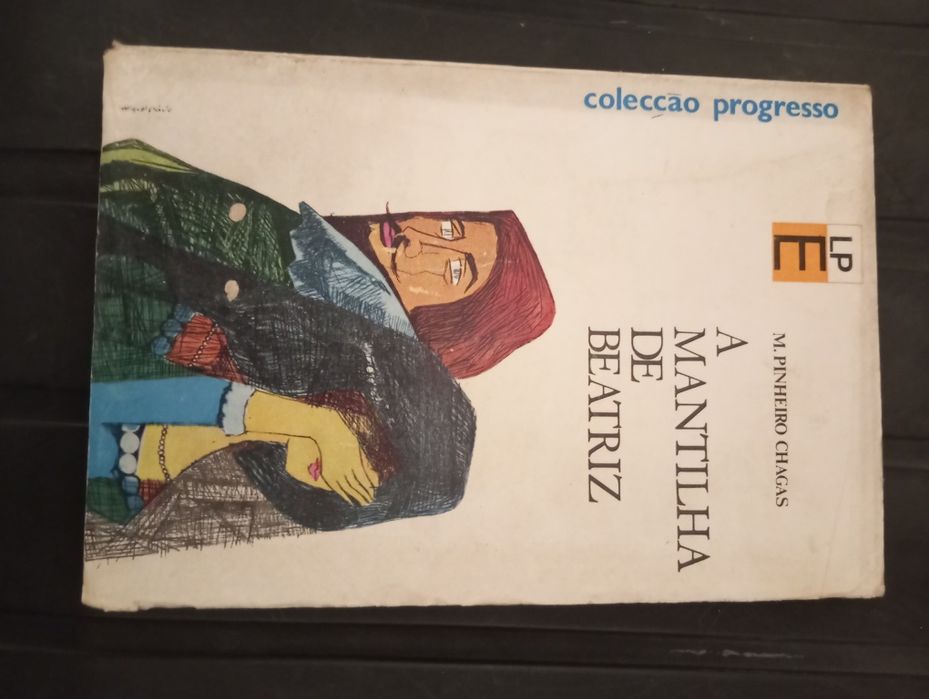 colecção progresso
LP
E
M. PINHEIRO CHAGAS
A
MANTILHA
DE
BEATRIZ